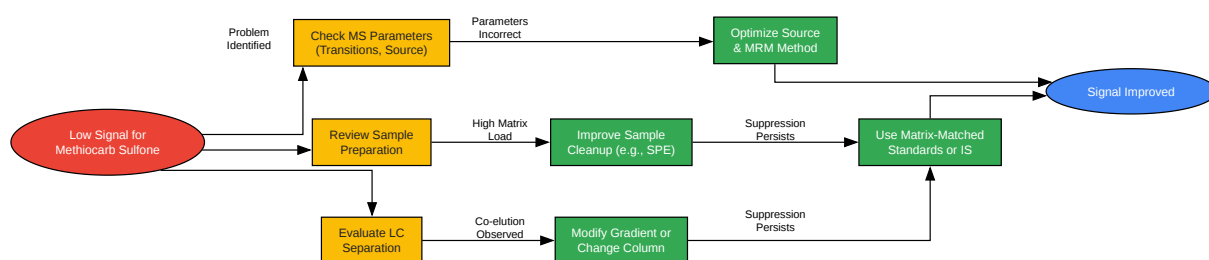 Problem
Identified
Check MS Parameters
(Transitions, Source)
Parameters
Incorrect
Optimize Source
& MRM Method
Signal Improved
Low Signal for
Methiocarb Sulfone
Review Sample
Preparation
High Matrix
Load
Improve Sample
Cleanup (e.g., SPE)
Suppression
Persists
Use Matrix-Matched
Standards or IS
Evaluate LC
Separation
Co-elution
Observed
Modify Gradient or
Change Column
Suppression
Persists